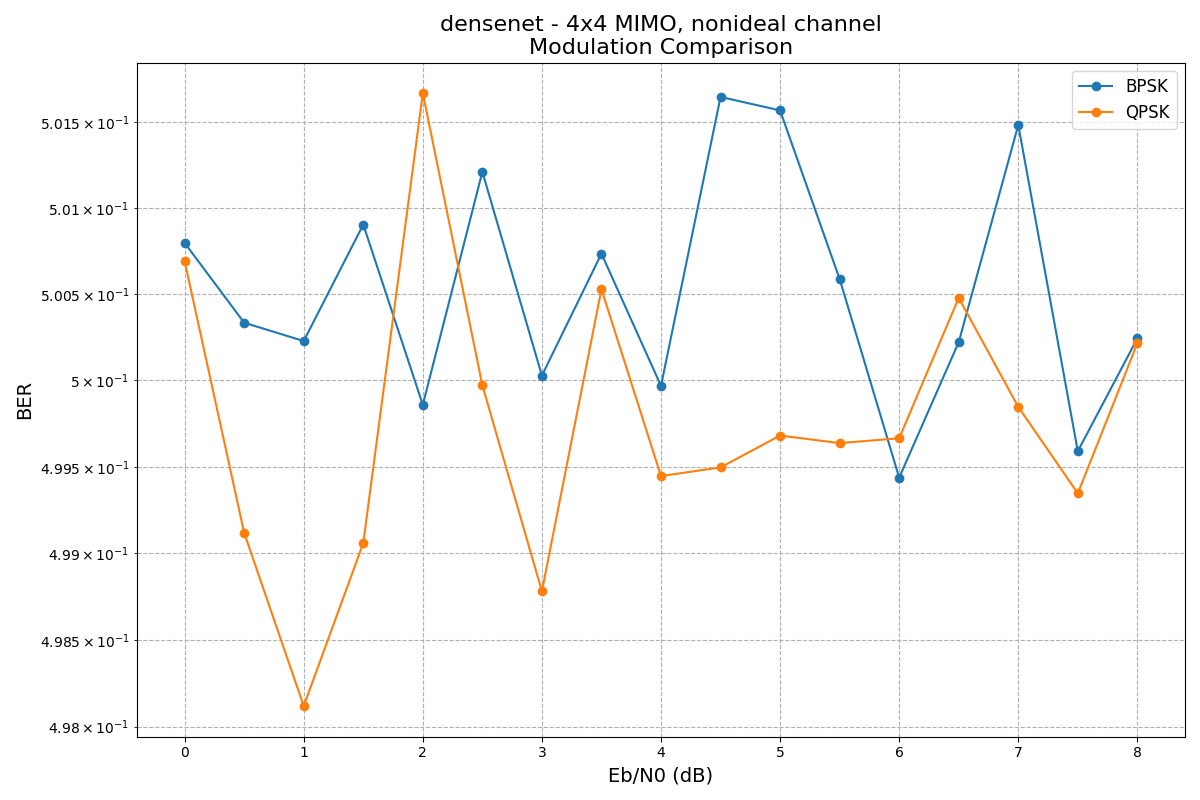 densenet - 4x4 MIMO, nonideal channel
Modulation Comparison
BPSK
QPSK
BER
5.015 × 10⁻¹
5.01 × 10⁻¹
5.005 × 10⁻¹
5 × 10⁻¹
4.995 × 10⁻¹
4.99 × 10⁻¹
4.985 × 10⁻¹
4.98 × 10⁻¹
0 1 2 3 4 5 6 7 8
Eb/N0 (dB)